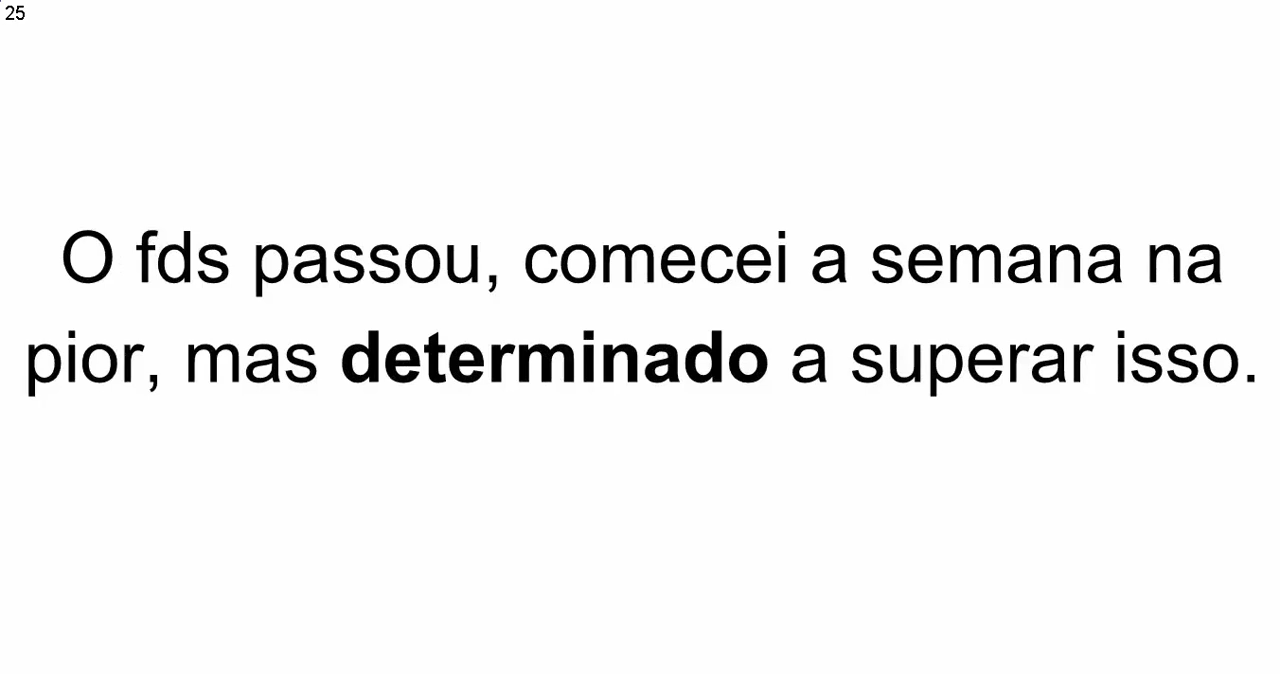 25
O fds passou, comecei a semana na
pior, mas determinado a superar isso.